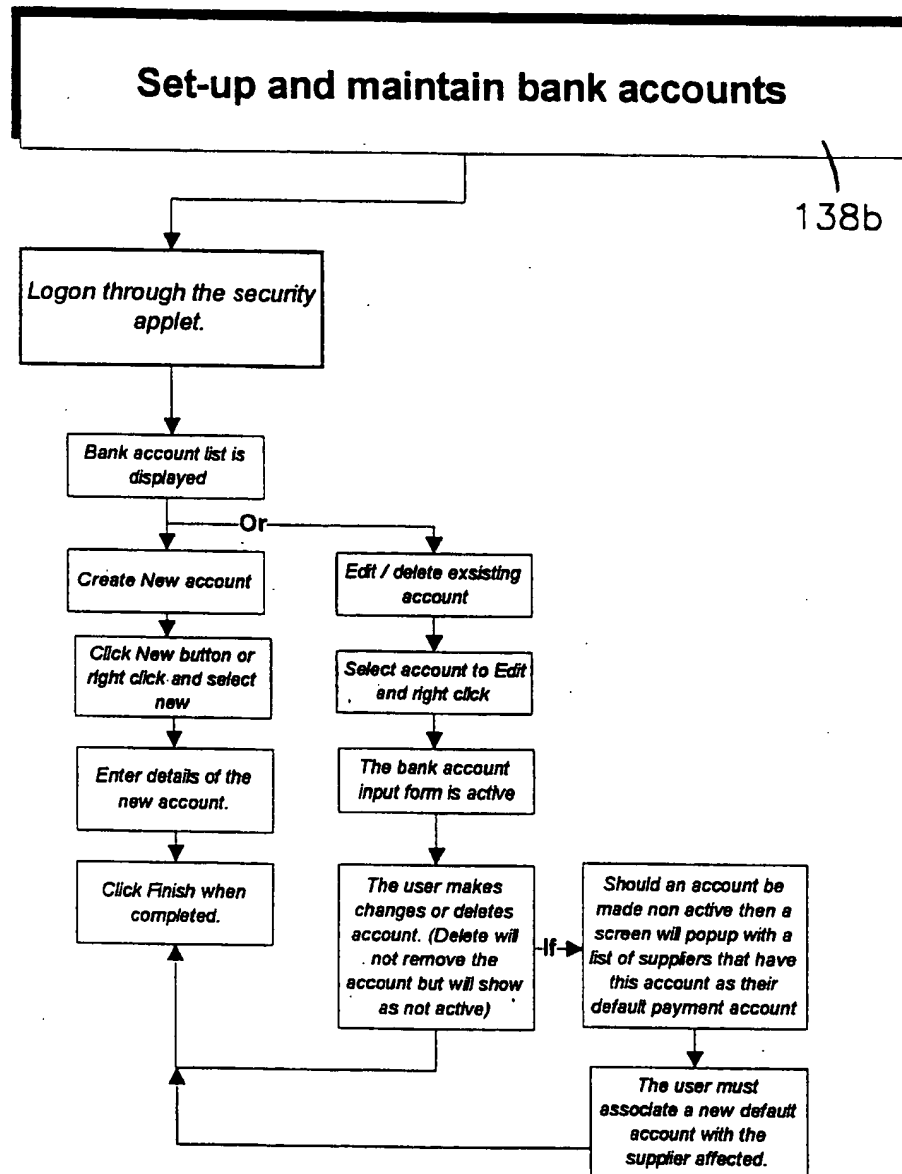 Set-up and maintain bank accounts
138b
Logon through the security
applet.
Bank account list is
displayed
Or
Create New account
Click New button or
right click and select
new
Enter details of the
new account.
Click Finish when
completed.
Edit / delete exsisting
account
Select account to Edit
and right click
The bank account
input form is active
The user makes
changes or deletes
account. (Delete will
not remove the
account but will show
as not active)
If
Should an account be
made non active then a
screen will popup with a
list of suppliers that have
this account as their
default payment account
The user must
associate a new default
account with the
supplier affected.